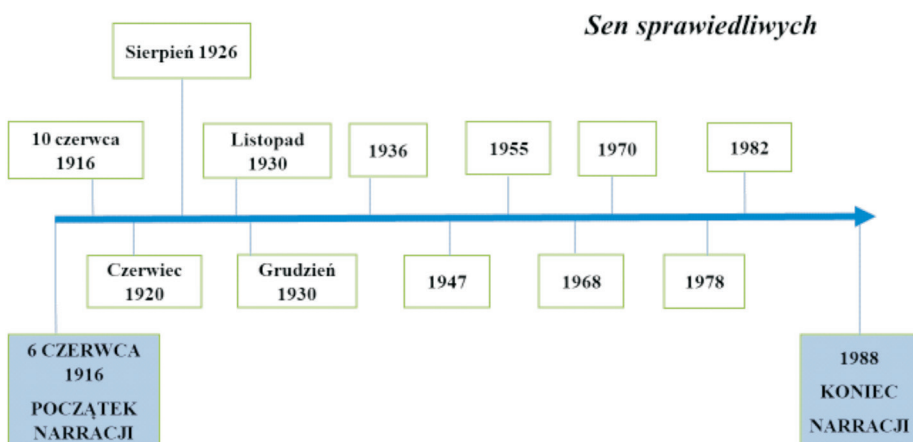 Sen sprawiedliwych
Sierpień 1926
10 czerwca
1916
Listopad
1930
1936
1955
1970
1982
Czerwiec
1920
Grudzień
1930
1947
1968
1978
6 CZERWCA
1916
POCZĄTEK
NARRACJI
1988
KONIEC
NARRACJI